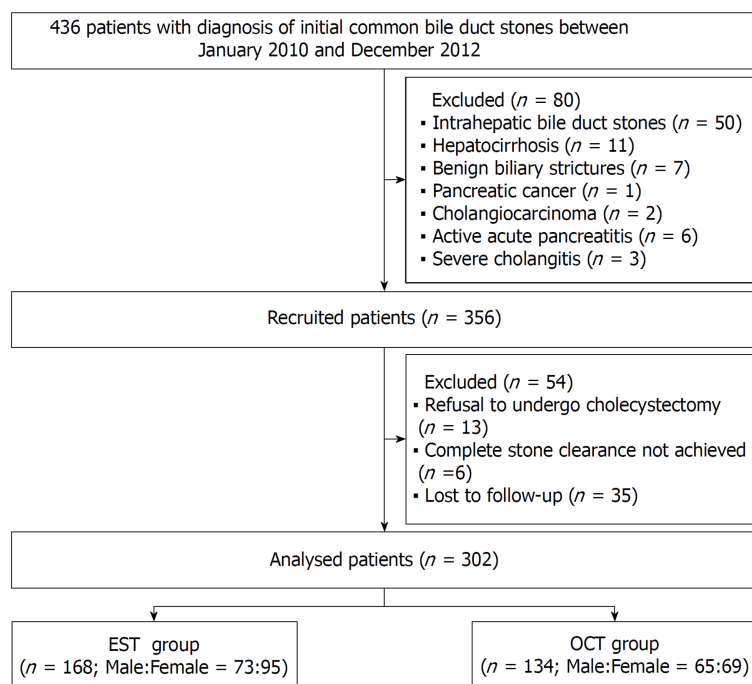 436 patients with diagnosis of initial common bile duct stones between
January 2010 and December 2012
Excluded (n = 80)
▪ Intrahepatic bile duct stones (n = 50)
▪ Hepatocirrhosis (n = 11)
▪ Benign biliary strictures (n = 7)
▪ Pancreatic cancer (n = 1)
▪ Cholangiocarcinoma (n = 2)
▪ Active acute pancreatitis (n = 6)
▪ Severe cholangitis (n = 3)
Recruited patients (n = 356)
Excluded (n = 54)
▪ Refusal to undergo cholecystectomy
(n = 13)
▪ Complete stone clearance not achieved
(n =6)
▪ Lost to follow-up (n = 35)
Analysed patients (n = 302)
EST group
(n = 168; Male:Female = 73:95)
OCT group
(n = 134; Male:Female = 65:69)